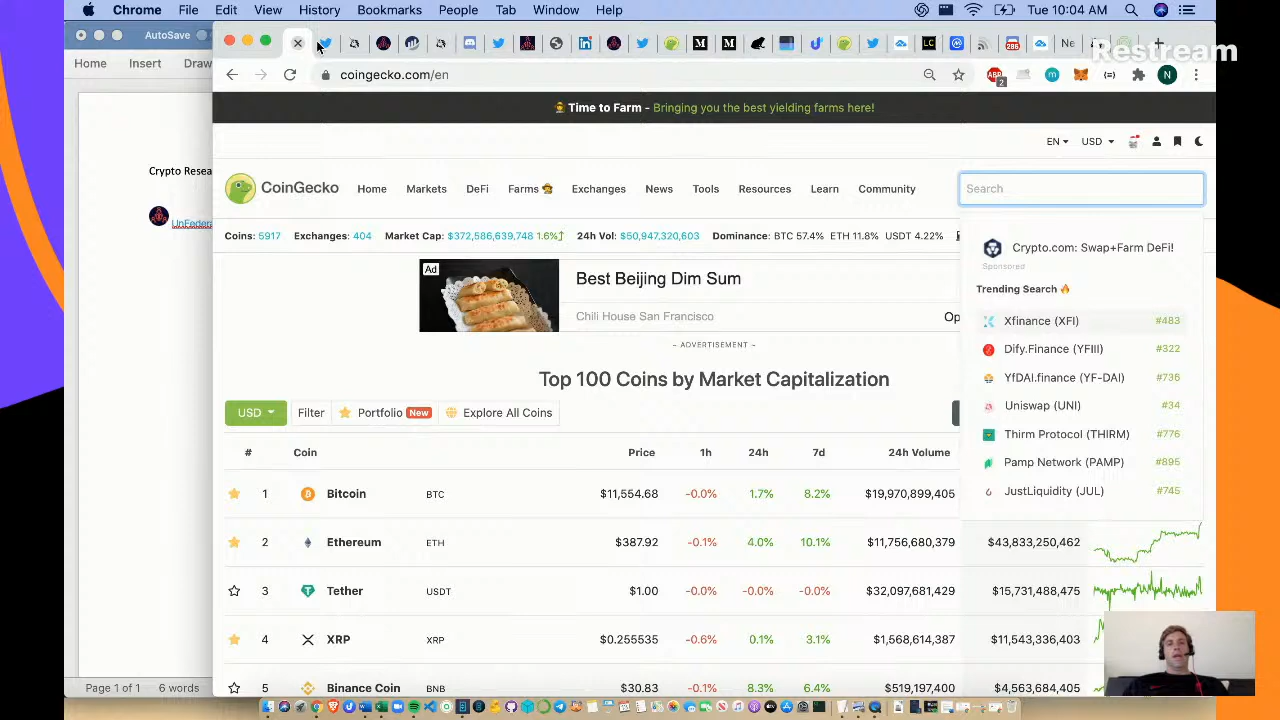 Chrome File Edit View History Bookmarks People Tab Window Help Tue 10:04 AM
AutoSave
286 LC Ne
Restream
Home Insert Draw
coingecko.com/en
ABP 2 N
Time to Farm - Bringing you the best yielding farms here!
EN USD
CoinGecko Home Markets DeFi Farms Exchanges News Tools Resources Learn Community Search
Crypto Resea
UnFedera
Coins: 5917 Exchanges: 404 Market Cap: $372,586,639,748 1.6% 24h Vol: $50,947,320,603 Dominance: BTC 57.4% ETH 11.8% USDT 4.22%
Crypto.com: Swap+Farm DeFi!
Sponsored
Trending Search
Xfinance (XFI) #483
Dify.Finance (YFIII) #322
YfDAI.finance (YF-DAI) #736
Uniswap (UNI) #34
Thirm Protocol (THIRM) #776
Pamp Network (PAMP) #895
JustLiquidity (JUL) #745
Ad
Best Beijing Dim Sum
Chili House San Francisco Op
– ADVERTISEMENT –
Top 100 Coins by Market Capitalization
USD Filter Portfolio New Explore All Coins
# Coin Price 1h 24h 7d 24h Volume
1 Bitcoin BTC $11,554.68 -0.0% 1.7% 8.2% $19,970,899,405
2 Ethereum ETH $387.92 -0.1% 4.0% 10.1% $11,756,680,379 $43,833,250,462
3 Tether USDT $1.00 -0.0% -0.0% -0.0% $32,097,681,429 $15,731,488,475
4 XRP XRP $0.255535 -0.6% 0.1% 3.1% $1,568,614,387 $11,543,336,403
5 Binance Coin BNB $30.83 -0.1% 8.3% 6.4% $519,197,400 $4,563,684,405
Page 1 of 1 6 words